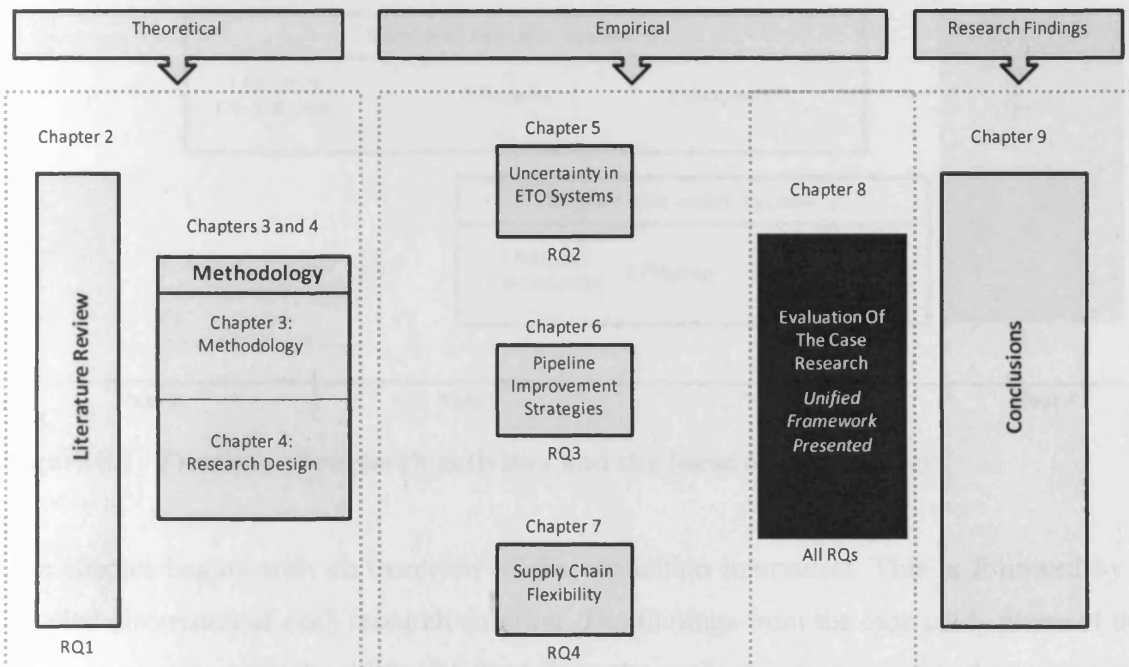 Theoretical
Empirical
Research Findings
Chapter 2
Literature Review
RQ1
Chapters 3 and 4
Methodology
Chapter 3:
Methodology
Chapter 4:
Research Design
Chapter 5
Uncertainty in
ETO Systems
RQ2
Chapter 6
Pipeline
Improvement
Strategies
RQ3
Chapter 7
Supply Chain
Flexibility
RQ4
Chapter 8
Evaluation Of
The Case
Research
Unified
Framework
Presented
All RQs
Chapter 9
Conclusions